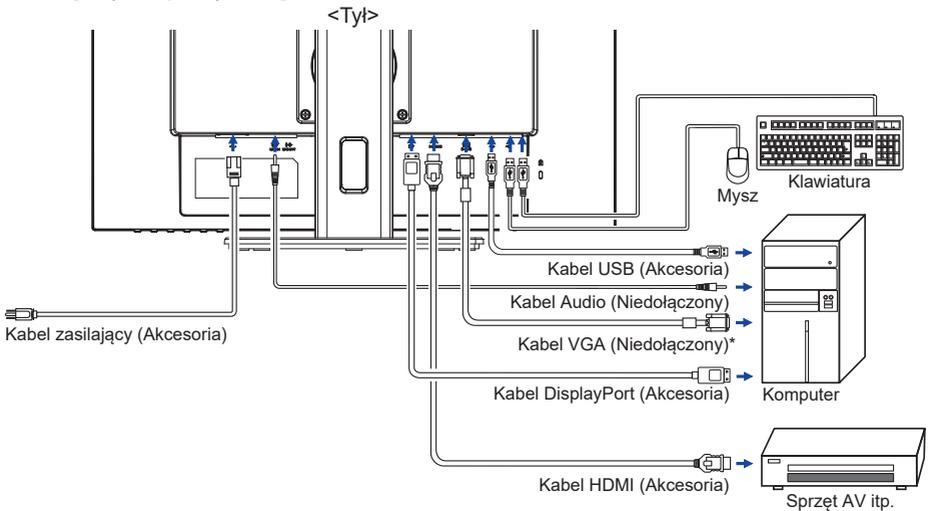 <Tył>
Klawiatura
Mysz
Kabel USB (Akcesoria)
Kabel Audio (Niedołączony)
Kabel zasilający (Akcesoria)
Kabel VGA (Niedołączony)*
Kabel DisplayPort (Akcesoria)
Komputer
Kabel HDMI (Akcesoria)
Sprzęt AV itp.